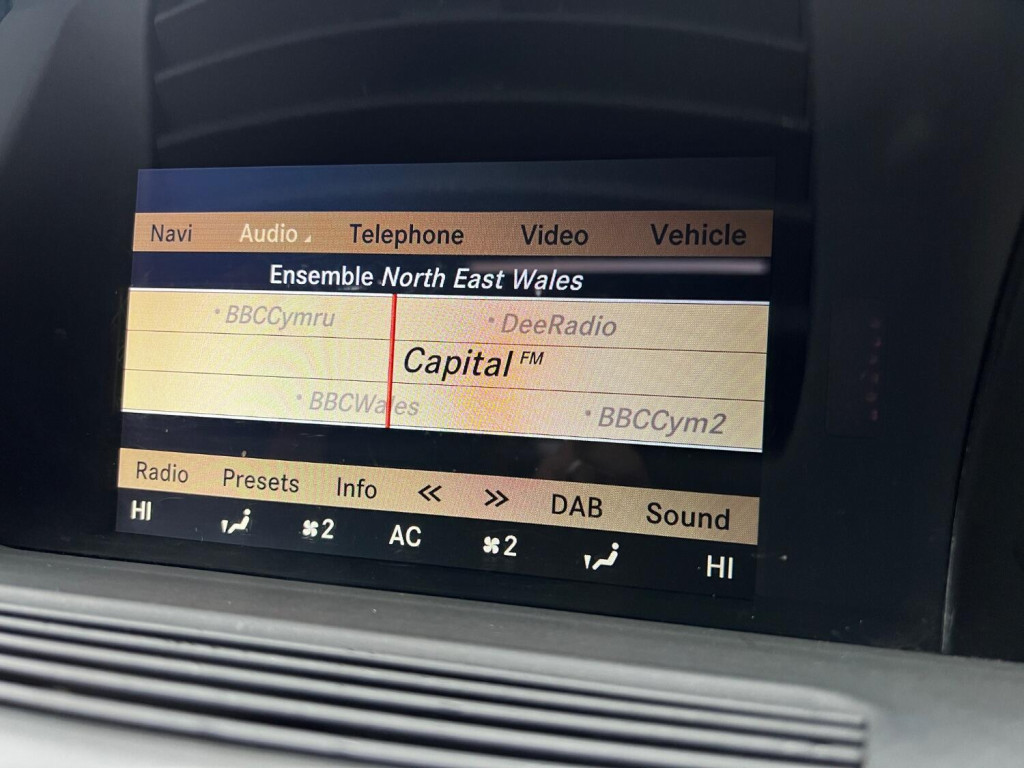 Navi Audio Telephone Video Vehicle
Ensemble North East Wales
• BBCCymru • DeeRadio
Capital FM
• BBCWales • BBCCym2
Radio Presets Info « » DAB Sound
HI 2 AC 2 HI